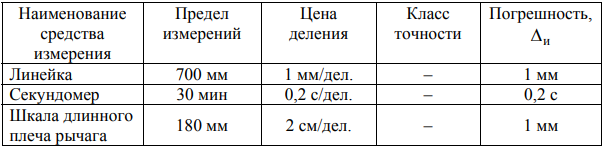 Наименование средства измерения | Предел измерений | Цена деления | Класс точности | Погрешность, Δи
Линейка | 700 мм | 1 мм/дел. | – | 1 мм
Секундомер | 30 мин | 0,2 с/дел. | – | 0,2 с
Шкала длинного плеча рычага | 180 мм | 2 см/дел. | – | 1 мм